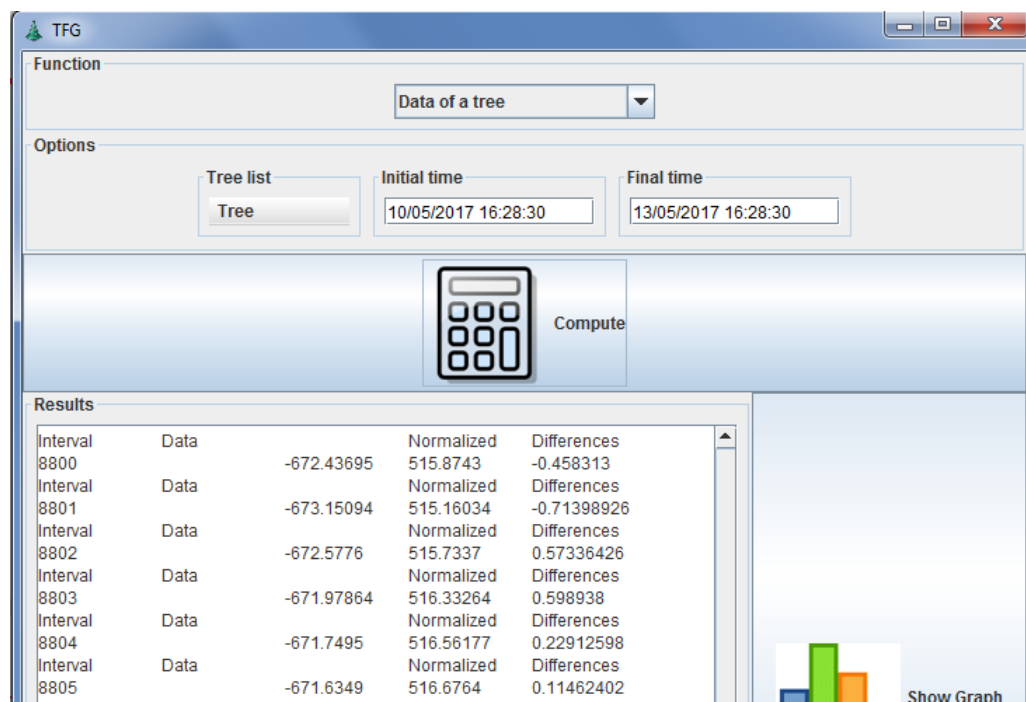 TFG
Function
Data of a tree
Options
Tree list Initial time Final time
Tree 10/05/2017 16:28:30 13/05/2017 16:28:30
Compute
Results
Interval Data Normalized Differences
8800 -672.43695 515.8743 -0.458313
Interval Data Normalized Differences
8801 -673.15094 515.16034 -0.71398926
Interval Data Normalized Differences
8802 -672.5776 515.7337 0.57336426
Interval Data Normalized Differences
8803 -671.97864 516.33264 0.598938
Interval Data Normalized Differences
8804 -671.7495 516.56177 0.22912598
Interval Data Normalized Differences
8805 -671.6349 516.6764 0.11462402
Show Graph